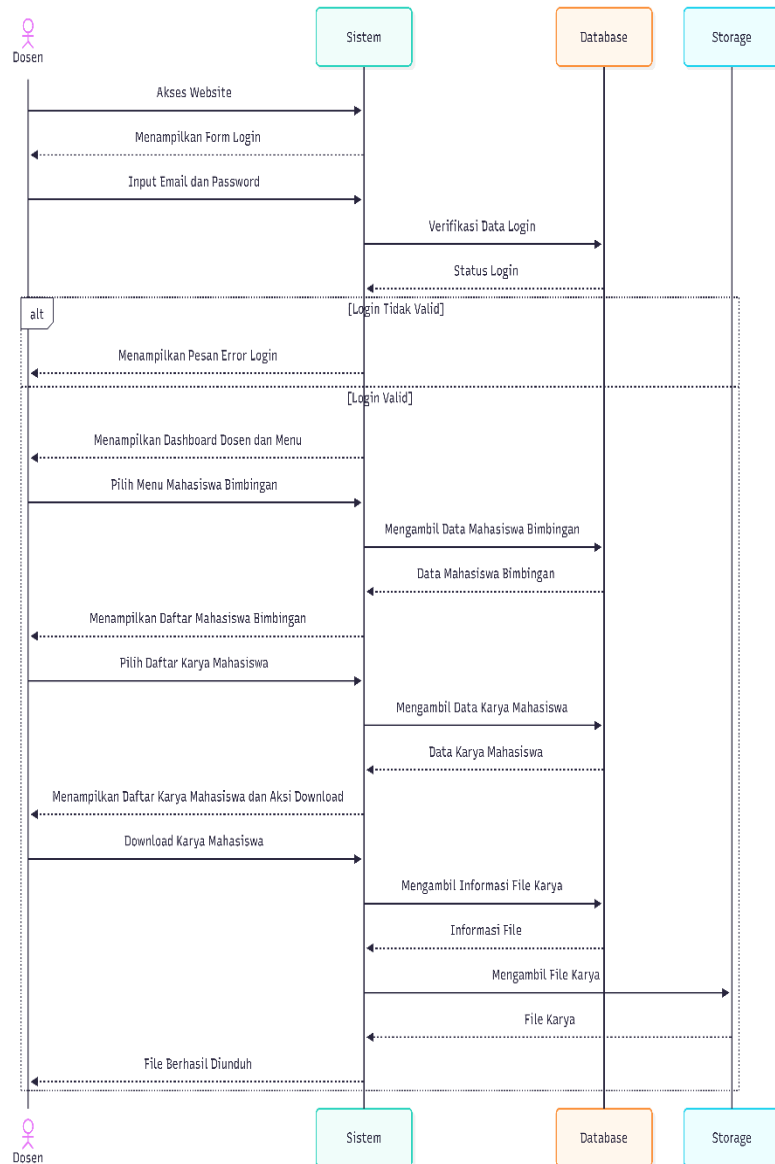 Dosen
Sistem
Database
Storage
Akses Website
Menampilkan Form Login
Input Email dan Password
Verifikasi Data Login
Status Login
alt
[Login Tidak Valid]
Menampilkan Pesan Error Login
[Login Valid]
Menampilkan Dashboard Dosen dan Menu
Pilih Menu Mahasiswa Bimbingan
Mengambil Data Mahasiswa Bimbingan
Data Mahasiswa Bimbingan
Menampilkan Daftar Mahasiswa Bimbingan
Pilih Daftar Karya Mahasiswa
Mengambil Data Karya Mahasiswa
Data Karya Mahasiswa
Menampilkan Daftar Karya Mahasiswa dan Aksi Download
Download Karya Mahasiswa
Mengambil Informasi File Karya
Informasi File
Mengambil File Karya
File Karya
File Berhasil Diunduh
Dosen
Sistem
Database
Storage